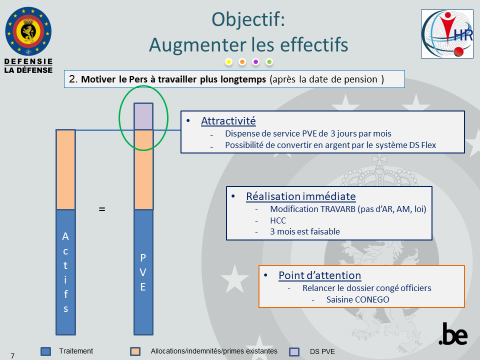 Objectif:
Augmenter les effectifs
DEFENSIE
LA DÉFENSE
HR
2. Motiver le Pers à travailler plus longtemps (après la date de pension )
• Attractivité
- Dispense de service PVE de 3 jours par mois
- Possibilité de convertir en argent par le système DS Flex
=
Actifs
PVE
• Réalisation immédiate
- Modification TRAVARB (pas d'AR, AM, loi)
- HCC
- 3 mois est faisable
• Point d'attention
- Relancer le dossier congé officiers
- Saisine CONEGO
Traitement
Allocations/indemnités/primes existantes
DS PVE
7
.be